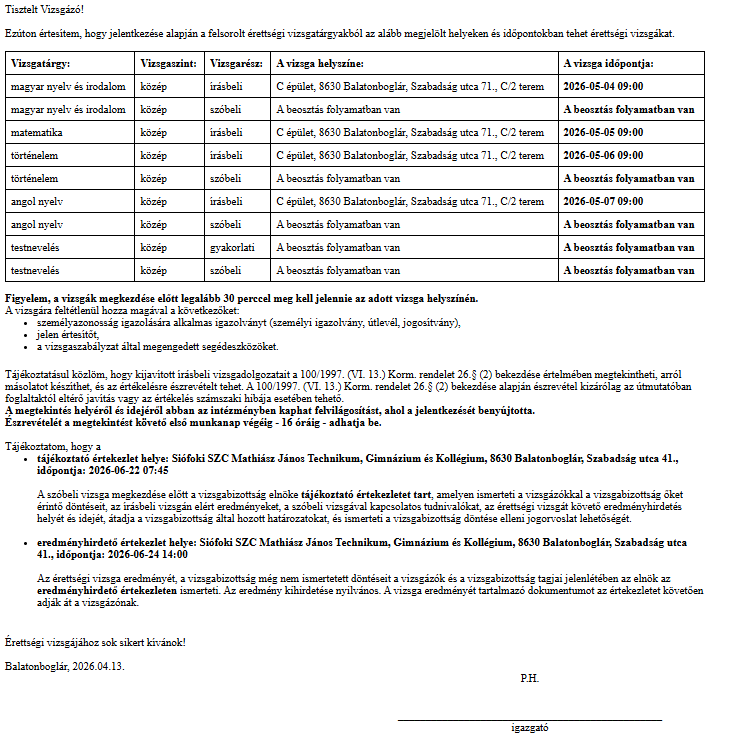 Tisztelt Vizsgázó!
Ezúton értesítem, hogy jelentkezése alapján a felsorolt érettségi vizsgatárgyakból az alább megjelölt helyeken és időpontokban tehet érettségi vizsgákat.
Vizsgatárgy: Vizsgaszint: Vizsgarész: A vizsga helyszíne: A vizsga időpontja:
magyar nyelv és irodalom közép írásbeli C épület, 8630 Balatonboglár, Szabadság utca 71., C/2 terem 2026-05-04 09:00
magyar nyelv és irodalom közép szóbeli A beosztás folyamatban van A beosztás folyamatban van
matematika közép írásbeli C épület, 8630 Balatonboglár, Szabadság utca 71., C/2 terem 2026-05-05 09:00
történelem közép írásbeli C épület, 8630 Balatonboglár, Szabadság utca 71., C/2 terem 2026-05-06 09:00
történelem közép szóbeli A beosztás folyamatban van A beosztás folyamatban van
angol nyelv közép írásbeli C épület, 8630 Balatonboglár, Szabadság utca 71., C/2 terem 2026-05-07 09:00
angol nyelv közép szóbeli A beosztás folyamatban van A beosztás folyamatban van
testnevelés közép gyakorlati A beosztás folyamatban van A beosztás folyamatban van
testnevelés közép szóbeli A beosztás folyamatban van A beosztás folyamatban van
Figyelem, a vizsgák megkezdése előtt legalább 30 perccel meg kell jelennie az adott vizsga helyszínén.
A vizsgára feltétlenül hozza magával a következőket:
• személyazonosság igazolására alkalmas igazolványt (személyi igazolvány, útlevél, jogosítvány),
• jelen értesítőt,
• a vizsgaszabályzat által megengedett segédeszközöket.
Tájékoztatásul közlöm, hogy kijavított írásbeli vizsgadolgozatait a 100/1997. (VI. 13.) Korm. rendelet 26.§ (2) bekezdése értelmében megtekintheti, arról
másolatot készíthet, és az értékelésre észrevételt tehet. A 100/1997. (VI. 13.) Korm. rendelet 26.§ (2) bekezdése alapján észrevétel kizárólag az útmutatóban
foglaltaktól eltérő javítás vagy az értékelés számszaki hibája esetében tehető.
A megtekintés helyéről és idejéről abban az intézményben kaphat felvilágosítást, ahol a jelentkezését benyújtotta.
Észrevételét a megtekintést követő első munkanap végéig - 16 óráig - adhatja be.
Tájékoztatom, hogy a
• tájékoztató értekezlet helye: Siófoki SZC Mathiász János Technikum, Gimnázium és Kollégium, 8630 Balatonboglár, Szabadság utca 41.,
időpontja: 2026-06-22 07:45
A szóbeli vizsga megkezdése előtt a vizsgabizottság elnöke tájékoztató értekezletet tart, amelyen ismerteti a vizsgázókkal a vizsgabizottság őket
érintő döntéseit, az írásbeli vizsgán elért eredményeket, a szóbeli vizsgával kapcsolatos tudnivalókat, az érettségi vizsgát követő eredményhirdetés
helyét és idejét, átadja a vizsgabizottság által hozott határozatokat, és ismerteti a vizsgabizottság döntése elleni jogorvoslat lehetőségét.
• eredményhirdető értekezlet helye: Siófoki SZC Mathiász János Technikum, Gimnázium és Kollégium, 8630 Balatonboglár, Szabadság utca
41., időpontja: 2026-06-24 14:00
Az érettségi vizsga eredményét, a vizsgabizottság még nem ismertetett döntéseit a vizsgázók és a vizsgabizottság tagjai jelenlétében az elnök az
eredményhirdető értekezleten ismerteti. Az eredmény kihirdetése nyilvános. A vizsga eredményét tartalmazó dokumentumot az értekezletet követően
adják át a vizsgázónak.
Érettségi vizsgájához sok sikert kívánok!
Balatonboglár, 2026.04.13.
P.H.
igazgató